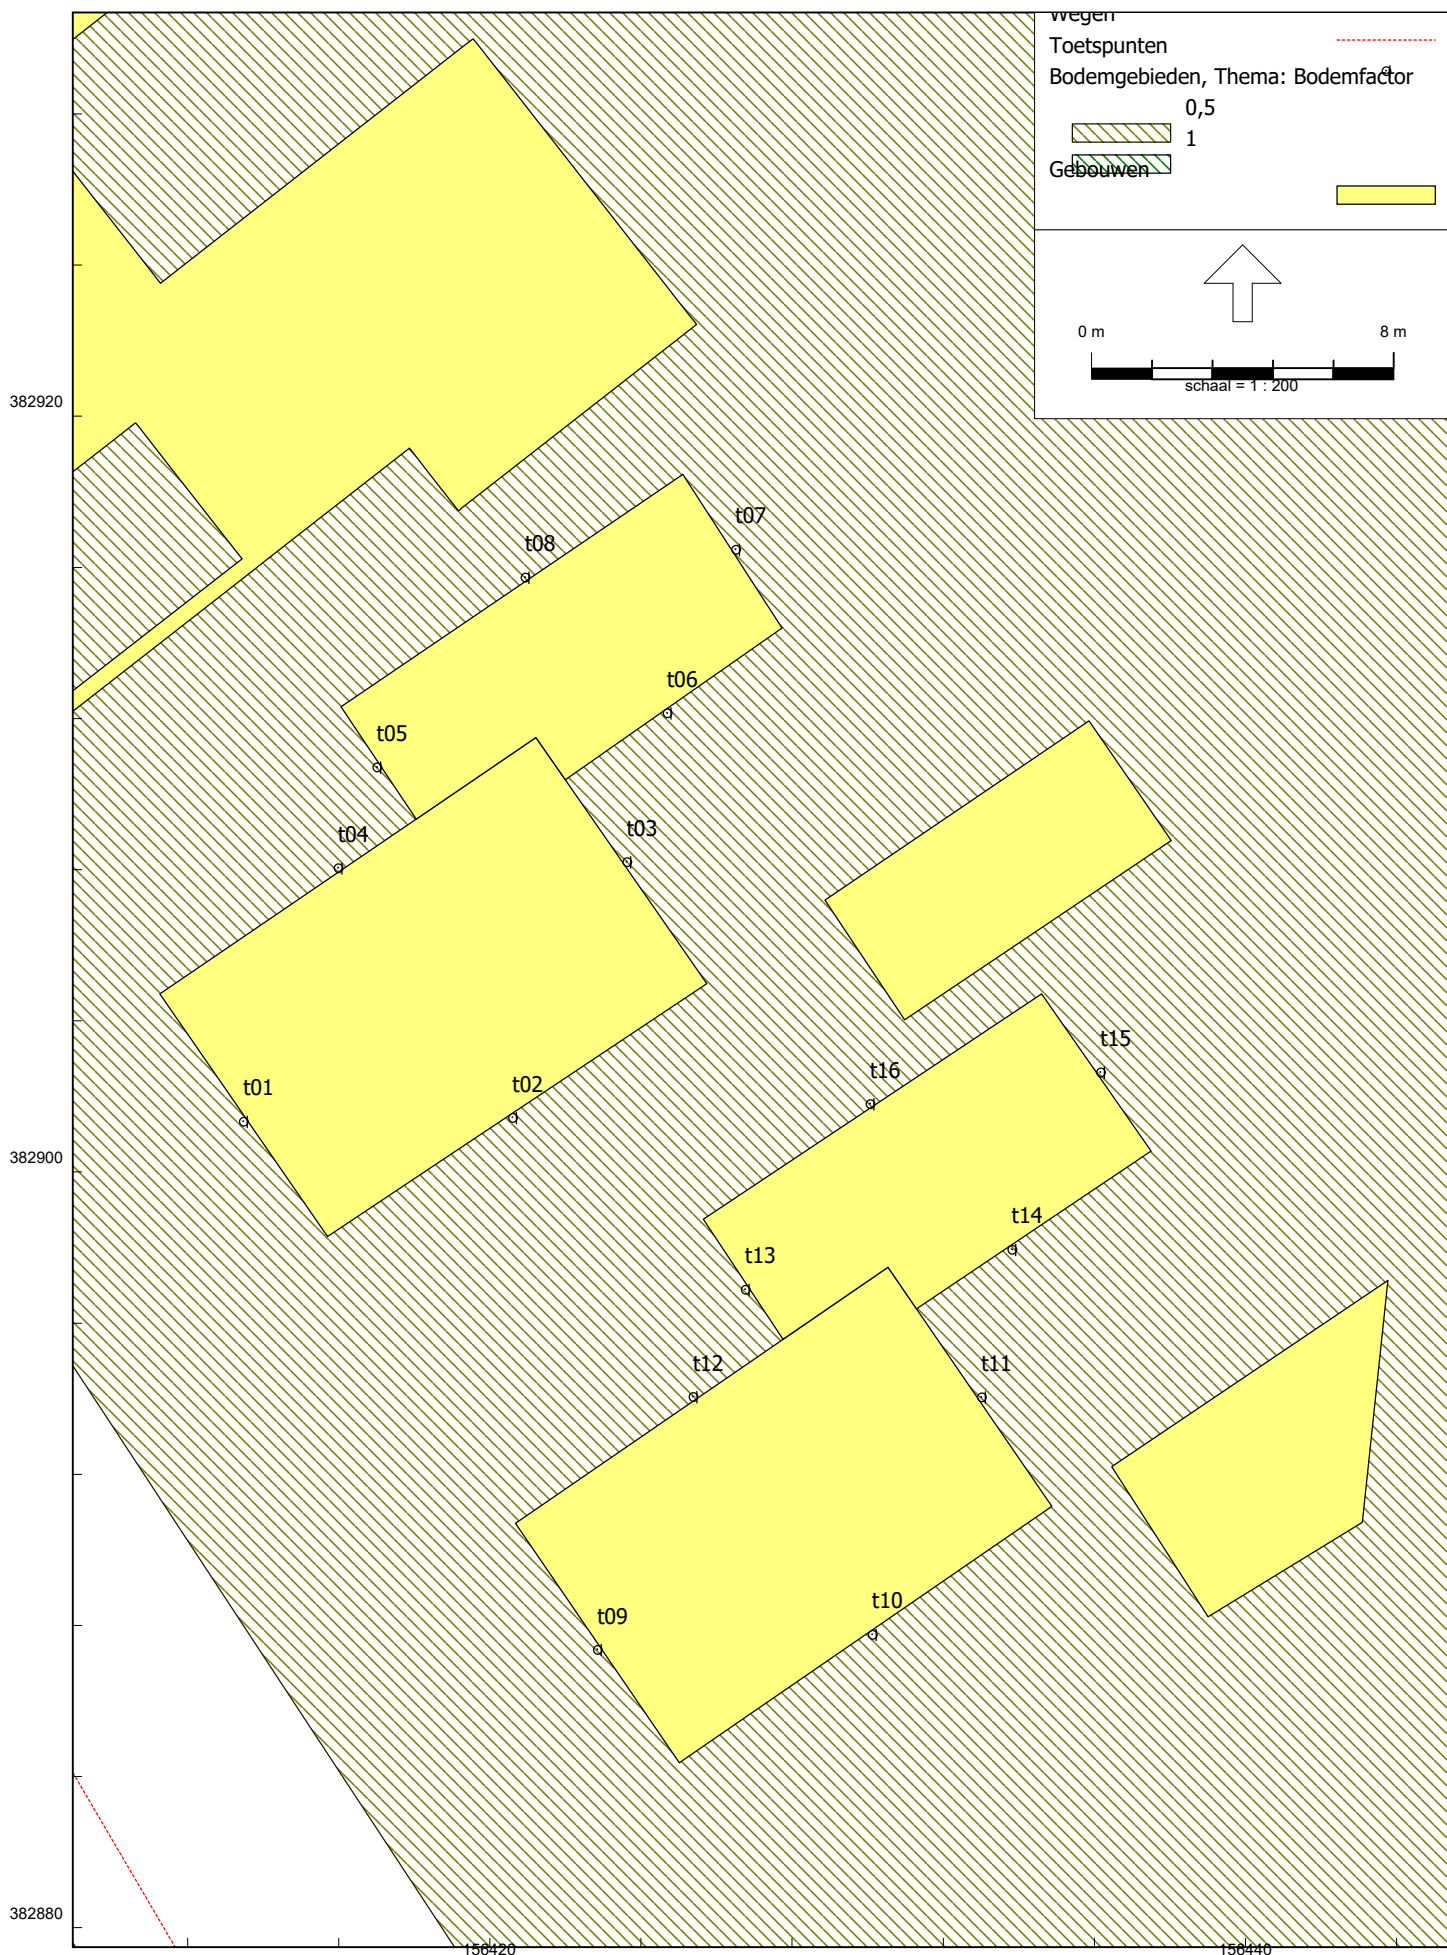 Wegen
Toetspunten
Bodemgebieden, Thema: Bodemfactor
0,5
1
Gebouwen
0 m 8 m
schaal = 1 : 200
382920
t07
t08
t06
t05
t03
t04
t15
t16
t01
t02
382900
t14
t13
t11
t12
t10
t09
382880
156420 156440